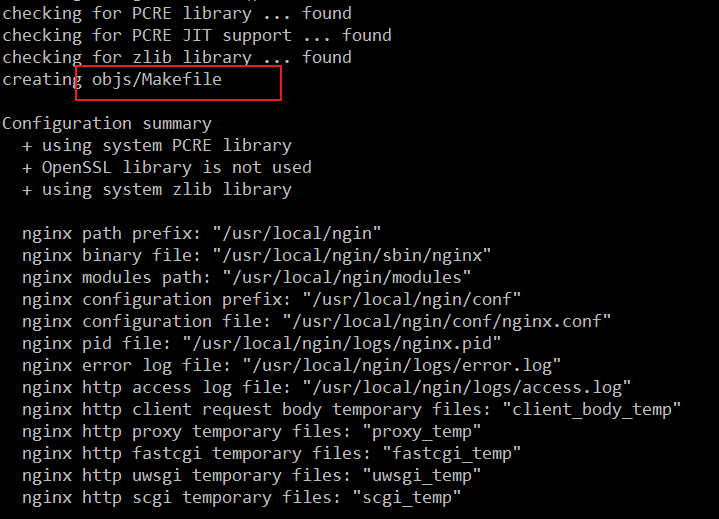 checking for PCRE library ... found
checking for PCRE JIT support ... found
checking for zlib library ... found
creating objs/Makefile
Configuration summary
+ using system PCRE library
+ OpenSSL library is not used
+ using system zlib library
nginx path prefix: "/usr/local/ngin"
nginx binary file: "/usr/local/ngin/sbin/nginx"
nginx modules path: "/usr/local/ngin/modules"
nginx configuration prefix: "/usr/local/ngin/conf"
nginx configuration file: "/usr/local/ngin/conf/nginx.conf"
nginx pid file: "/usr/local/ngin/logs/nginx.pid"
nginx error log file: "/usr/local/ngin/logs/error.log"
nginx http access log file: "/usr/local/ngin/logs/access.log"
nginx http client request body temporary files: "client_body_temp"
nginx http proxy temporary files: "proxy_temp"
nginx http fastcgi temporary files: "fastcgi_temp"
nginx http uwsgi temporary files: "uwsgi_temp"
nginx http scgi temporary files: "scgi_temp"